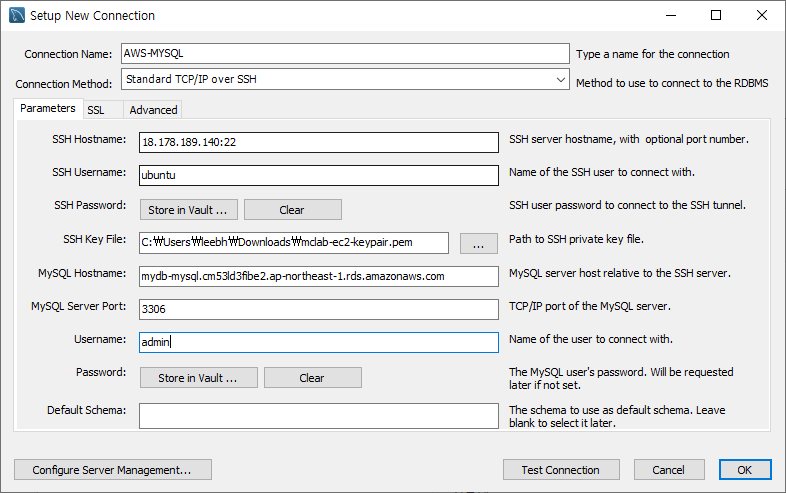 Setup New Connection
Connection Name: AWS-MYSQL Type a name for the connection
Connection Method: Standard TCP/IP over SSH Method to use to connect to the RDBMS
Parameters SSL Advanced
SSH Hostname: 18.178.189.140:22 SSH server hostname, with optional port number.
SSH Username: ubuntu Name of the SSH user to connect with.
SSH Password: Store in Vault ... Clear SSH user password to connect to the SSH tunnel.
SSH Key File: C:₩Users₩leebh₩Downloads₩mclab-ec2-keypair.pem ... Path to SSH private key file.
MySQL Hostname: mydb-mysql.cm53ld3flbe2.ap-northeast-1.rds.amazonaws.com MySQL server host relative to the SSH server.
MySQL Server Port: 3306 TCP/IP port of the MySQL server.
Username: admin Name of the user to connect with.
Password: Store in Vault ... Clear The MySQL user's password. Will be requested
later if not set.
Default Schema: The schema to use as default schema. Leave
blank to select it later.
Configure Server Management... Test Connection Cancel OK